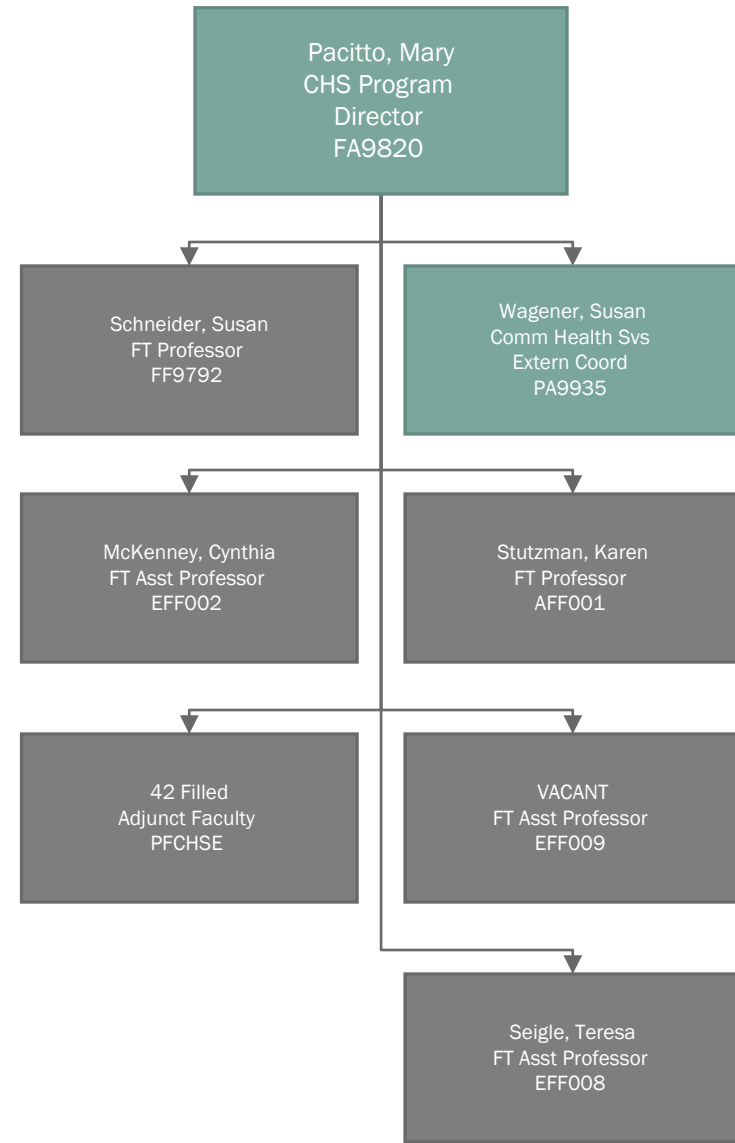 Pacitto, Mary
CHS Program
Director
FA9820
Schneider, Susan
FT Professor
FF9792
Wagener, Susan
Comm Health Svs
Extern Coord
PA9935
McKenney, Cynthia
FT Asst Professor
EFF002
Stutzman, Karen
FT Professor
AFF001
42 Filled
Adjunct Faculty
PFCHSE
VACANT
FT Asst Professor
EFF009
Seigle, Teresa
FT Asst Professor
EFF008